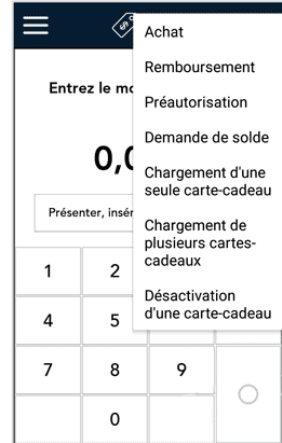 Achat
Remboursement
Entrez le mo
Préautorisation
Demande de solde
0,0
Chargement d'une
seule carte-cadeau
Présenter, insér
Chargement de
plusieurs cartes-
cadeaux
Désactivation
d'une carte-cadeau
1 2
4 5
7 8 9
0